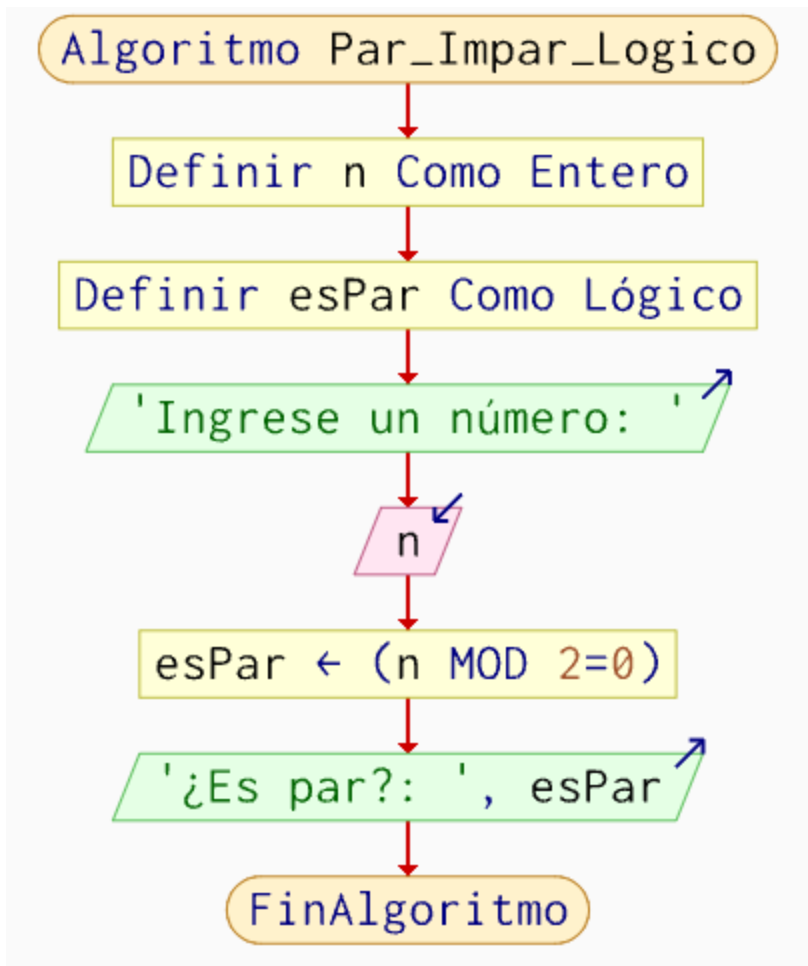 Algoritmo Par_Impar_Logico
Definir n Como Entero
Definir esPar Como Lógico
'Ingrese un número: '
n
esPar ← (n MOD 2=0)
'¿Es par?: ', esPar
FinAlgoritmo